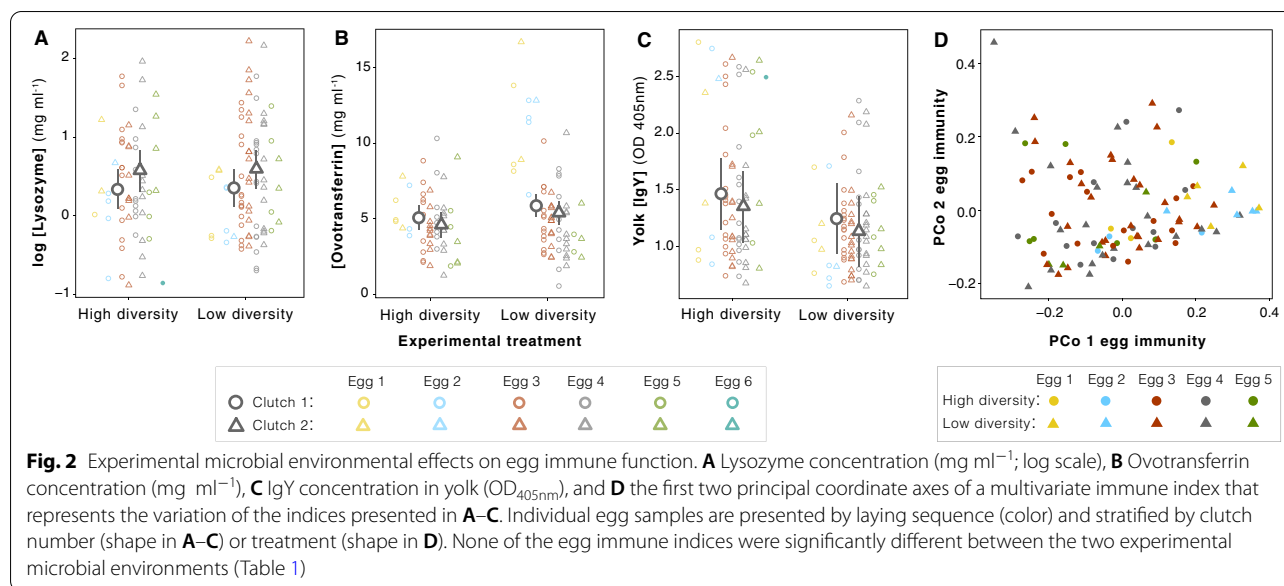 A
B
C
D
log [Lysozyme] (mg ml⁻¹)
2
1
0
−1
High diversity
Low diversity
[Ovotransferrin] (mg ml⁻¹)
15
10
5
0
High diversity
Low diversity
Experimental treatment
Yolk [IgY] (OD 405nm)
2.5
2.0
1.5
1.0
High diversity
Low diversity
PCo 2 egg immunity
0.4
0.2
0.0
−0.2
−0.2
0.0
0.2
0.4
PCo 1 egg immunity
Egg 1 Egg 2 Egg 3 Egg 4 Egg 5 Egg 6
Clutch 1:
Clutch 2:
Egg 1 Egg 2 Egg 3 Egg 4 Egg 5
High diversity:
Low diversity:
Fig. 2 Experimental microbial environmental effects on egg immune function. A Lysozyme concentration (mg ml⁻¹; log scale), B Ovotransferrin
concentration (mg ml⁻¹), C IgY concentration in yolk (OD₄₀₅ₙₘ), and D the first two principal coordinate axes of a multivariate immune index that
represents the variation of the indices presented in A–C. Individual egg samples are presented by laying sequence (color) and stratified by clutch
number (shape in A–C) or treatment (shape in D). None of the egg immune indices were significantly different between the two experimental
microbial environments (Table 1)